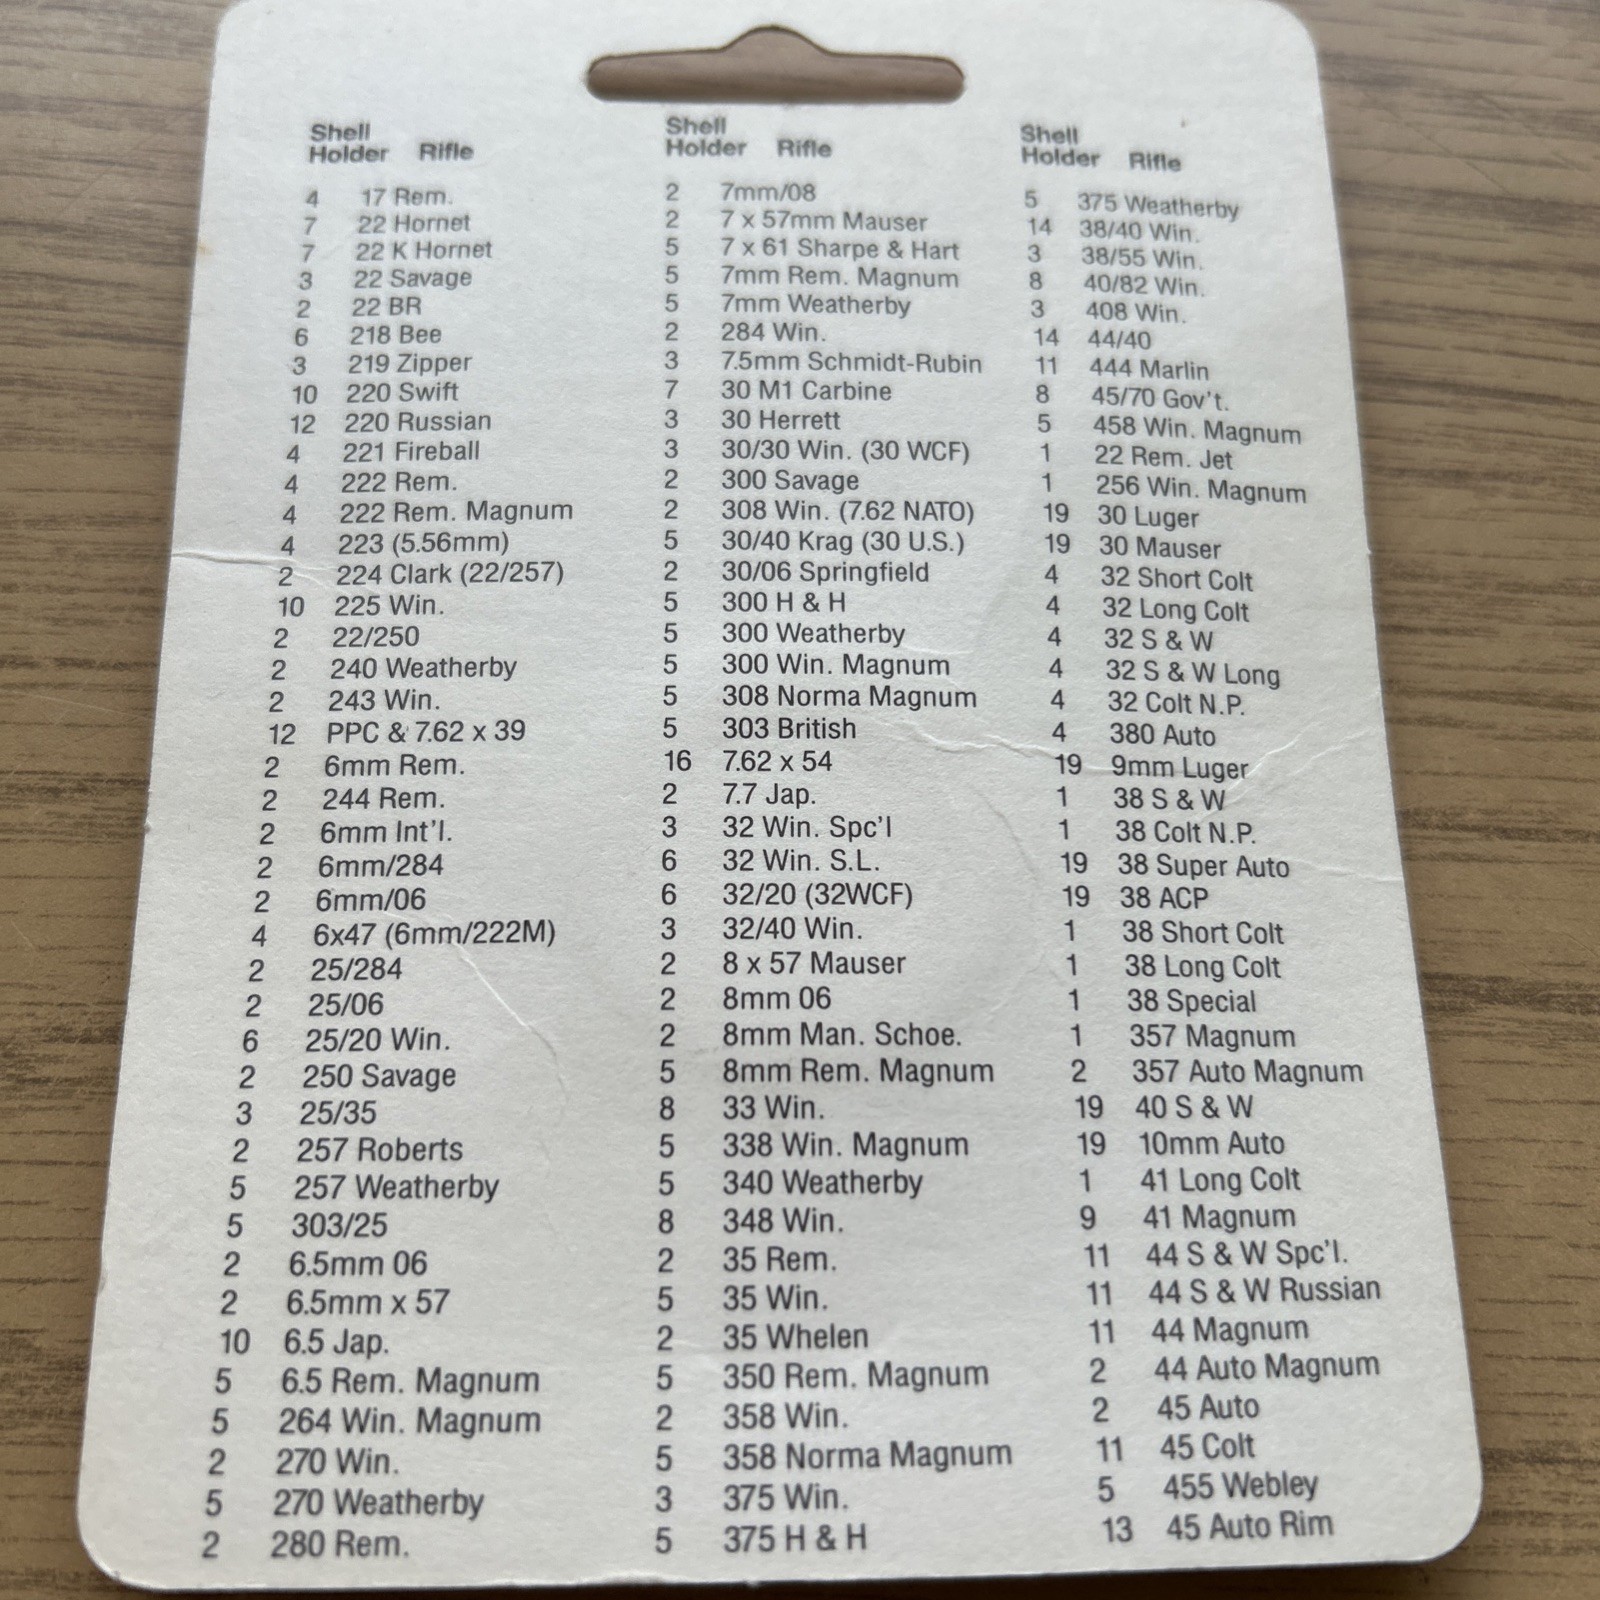 Shell
Holder Rifle
4 17 Rem.
7 22 Hornet
7 22 K Hornet
3 22 Savage
2 22 BR
6 218 Bee
3 219 Zipper
10 220 Swift
12 220 Russian
4 221 Fireball
4 222 Rem.
4 222 Rem. Magnum
4 223 (5.56mm)
2 224 Clark (22/257)
10 225 Win.
2 22/250
2 240 Weatherby
2 243 Win.
12 PPC & 7.62 x 39
2 6mm Rem.
2 244 Rem.
2 6mm Int'l.
2 6mm/284
2 6mm/06
4 6x47 (6mm/222M)
2 25/284
2 25/06
6 25/20 Win.
2 250 Savage
3 25/35
2 257 Roberts
5 257 Weatherby
5 303/25
2 6.5mm 06
2 6.5mm x 57
10 6.5 Jap.
5 6.5 Rem. Magnum
5 264 Win. Magnum
2 270 Win.
5 270 Weatherby
2 280 Rem.
Shell
Holder Rifle
2 7mm/08
2 7 x 57mm Mauser
5 7 x 61 Sharpe & Hart
5 7mm Rem. Magnum
5 7mm Weatherby
2 284 Win.
3 7.5mm Schmidt-Rubin
7 30 M1 Carbine
3 30 Herrett
3 30/30 Win. (30 WCF)
2 300 Savage
2 308 Win. (7.62 NATO)
5 30/40 Krag (30 U.S.)
2 30/06 Springfield
5 300 H & H
5 300 Weatherby
5 300 Win. Magnum
5 308 Norma Magnum
5 303 British
16 7.62 x 54
2 7.7 Jap.
3 32 Win. Spc'l
6 32 Win. S.L.
6 32/20 (32WCF)
3 32/40 Win.
2 8 x 57 Mauser
2 8mm 06
2 8mm Man. Schoe.
5 8mm Rem. Magnum
8 33 Win.
5 338 Win. Magnum
5 340 Weatherby
8 348 Win.
2 35 Rem.
5 35 Win.
2 35 Whelen
5 350 Rem. Magnum
2 358 Win.
5 358 Norma Magnum
3 375 Win.
5 375 H & H
Shell
Holder Rifle
5 375 Weatherby
14 38/40 Win.
3 38/55 Win.
8 40/82 Win.
3 408 Win.
14 44/40
11 444 Marlin
8 45/70 Gov't.
5 458 Win. Magnum
1 22 Rem. Jet
1 256 Win. Magnum
19 30 Luger
19 30 Mauser
4 32 Short Colt
4 32 Long Colt
4 32 S & W
4 32 S & W Long
4 32 Colt N.P.
4 380 Auto
19 9mm Luger
1 38 S & W
1 38 Colt N.P.
19 38 Super Auto
19 38 ACP
1 38 Short Colt
1 38 Long Colt
1 38 Special
1 357 Magnum
2 357 Auto Magnum
19 40 S & W
19 10mm Auto
1 41 Long Colt
9 41 Magnum
11 44 S & W Spc'l.
11 44 S & W Russian
11 44 Magnum
2 44 Auto Magnum
2 45 Auto
11 45 Colt
5 455 Webley
13 45 Auto Rim